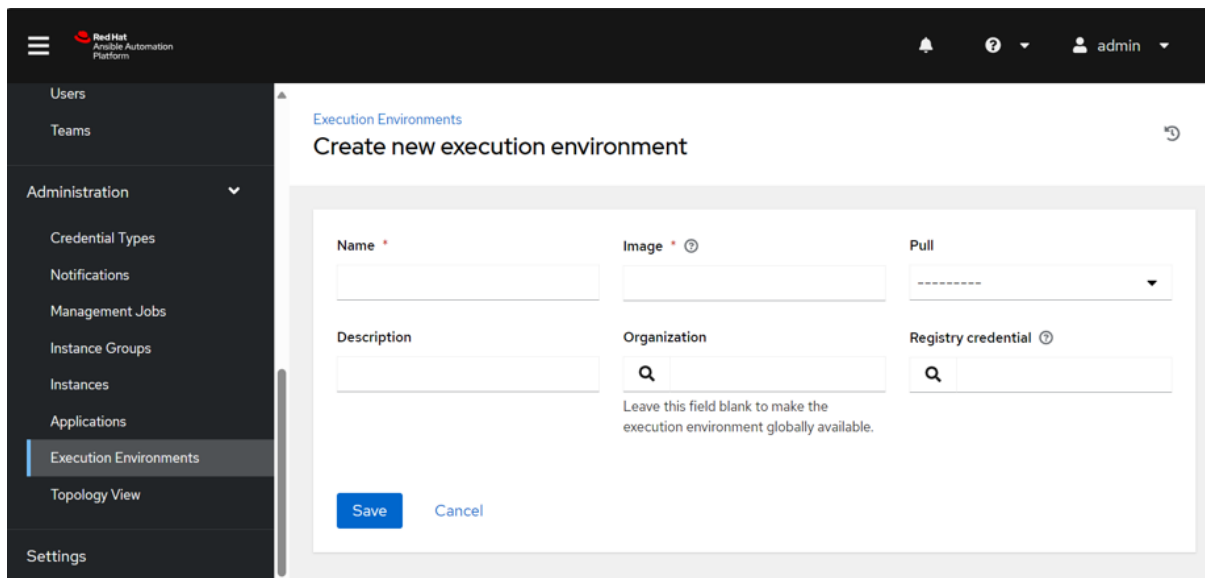 Red Hat
Ansible Automation
Platform
admin
Users
Teams
Administration
Credential Types
Notifications
Management Jobs
Instance Groups
Instances
Applications
Execution Environments
Topology View
Settings
Execution Environments
Create new execution environment
Name *
Image *
Pull
---------
Description
Organization
Registry credential
Leave this field blank to make the
execution environment globally available.
Save
Cancel